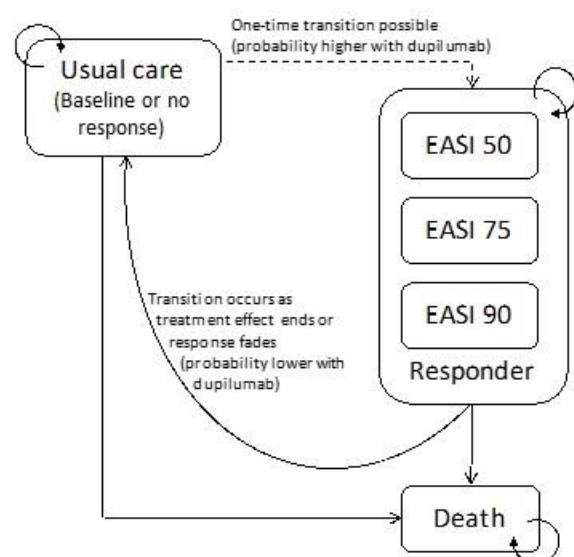 One-time transition possible
(probability higher with dupilumab)
Usual care
(Baseline or no
response)
EASI 50
EASI 75
EASI 90
Responder
Transition occurs as
treatment effect ends or
response fades
(probability lower with
dupilumab)
Death